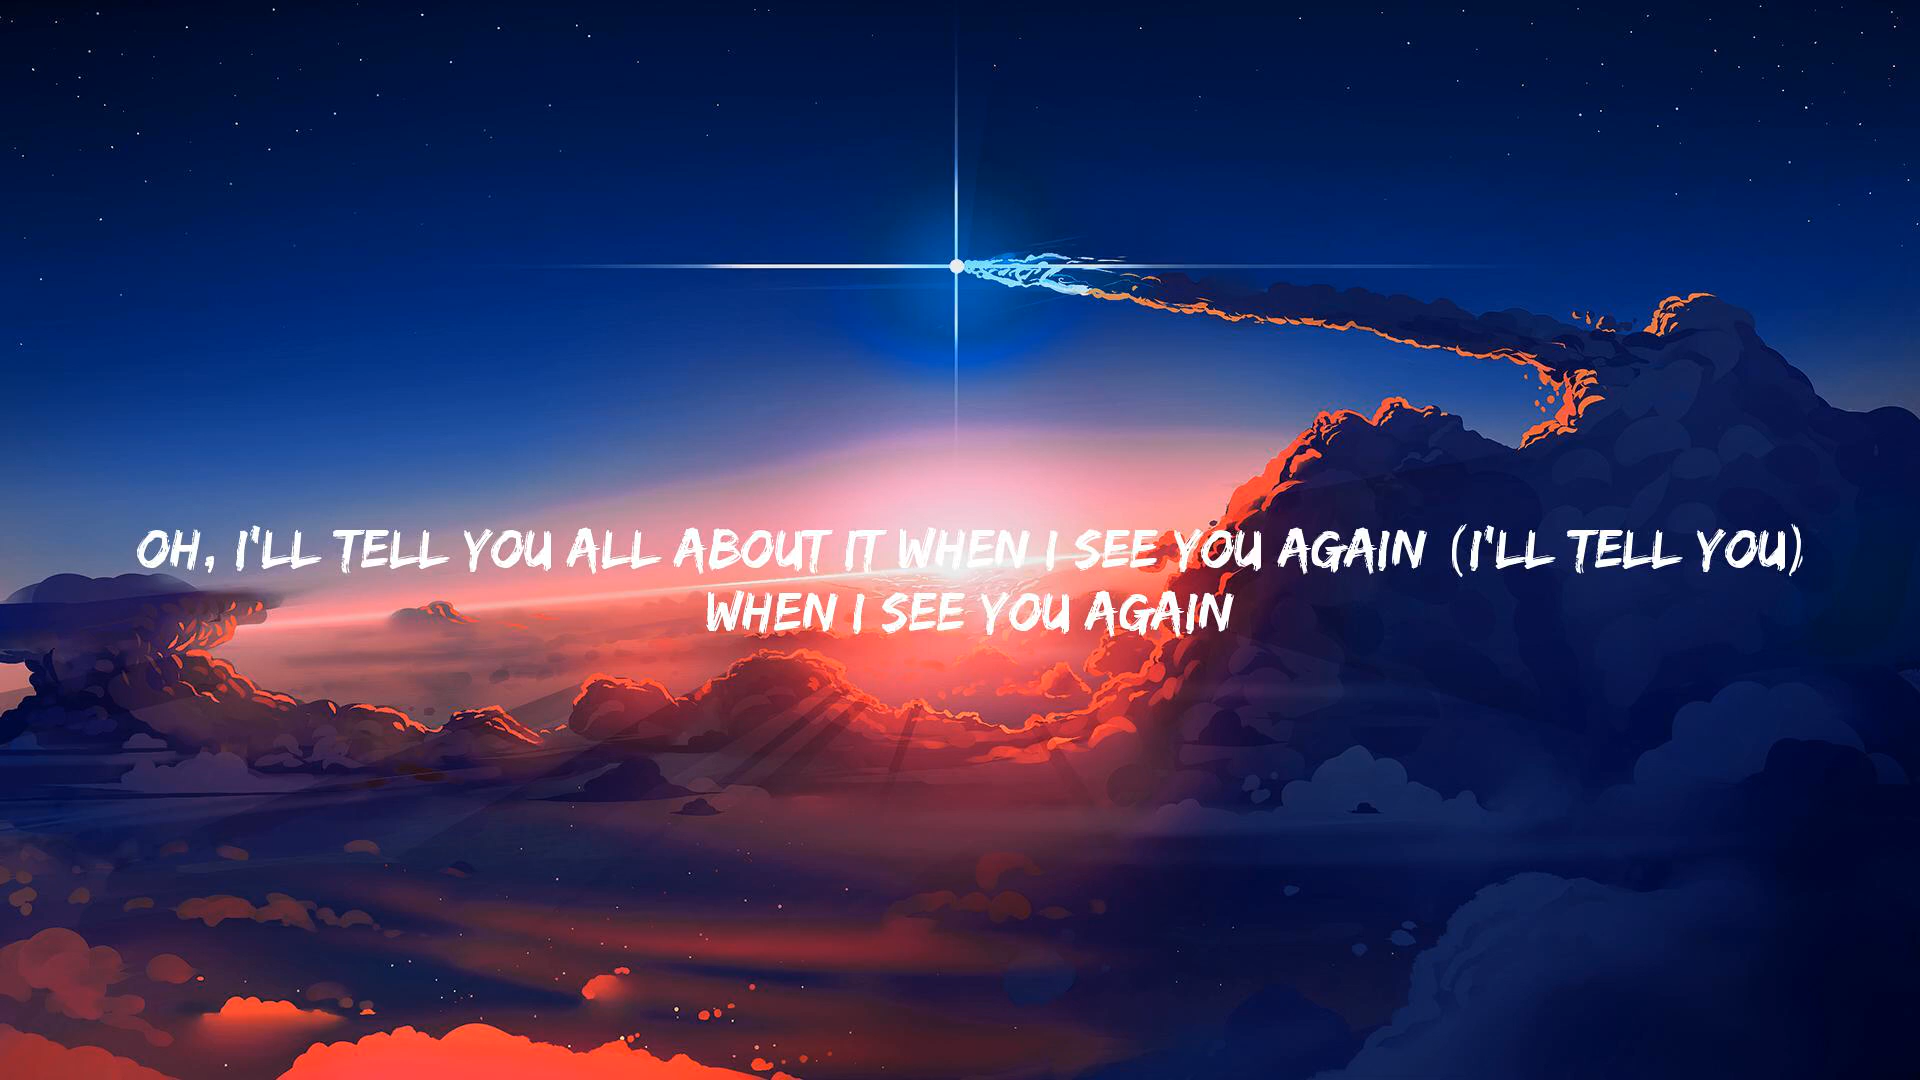 OH, I'LL TELL YOU ALL ABOUT IT WHEN I SEE YOU AGAIN (I'LL TELL YOU)
WHEN I SEE YOU AGAIN